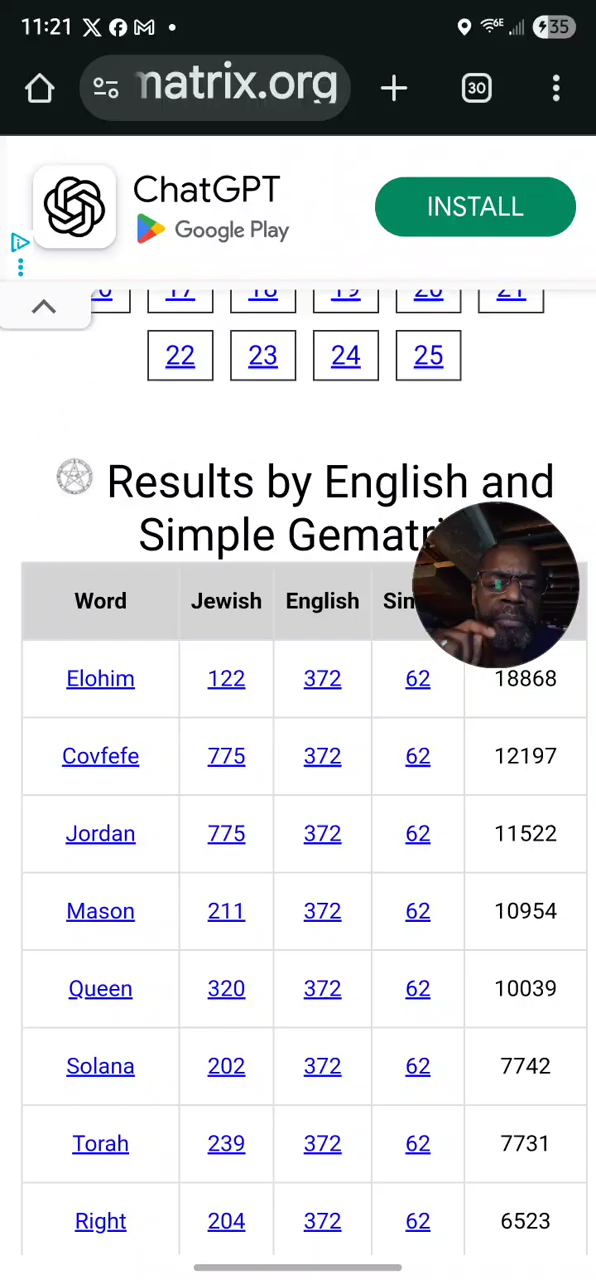 11:21
6E
35
matrix.org
30
ChatGPT
Google Play
INSTALL
17 18 19 20 21
22 23 24 25
Results by English and
Simple
Word Jewish English
Elohim 122 372 62 18868
Covfefe 775 372 62 12197
Jordan 775 372 62 11522
Mason 211 372 62 10954
Queen 320 372 62 10039
Solana 202 372 62 7742
Torah 239 372 62 7731
Right 204 372 62 6523